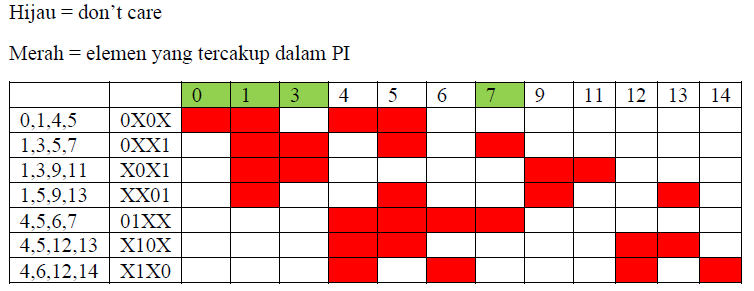 Hijau = don’t care
Merah = elemen yang tercakup dalam PI
0 1 3 4 5 6 7 9 11 12 13 14
0,1,4,5 0X0X
1,3,5,7 0XX1
1,3,9,11 X0X1
1,5,9,13 XX01
4,5,6,7 01XX
4,5,12,13 X10X
4,6,12,14 X1X0